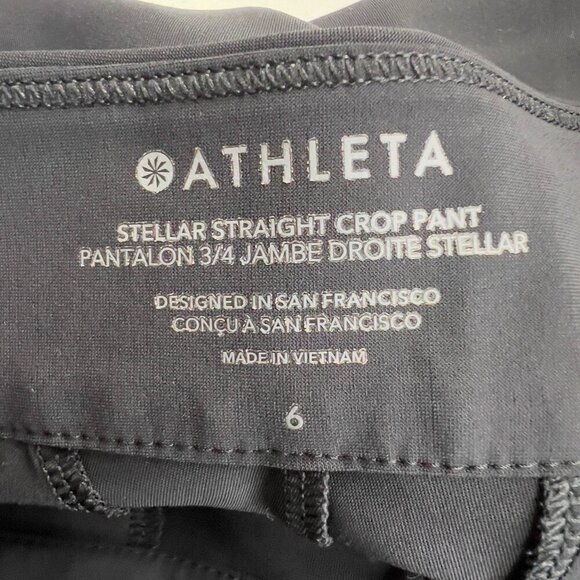 ATHLETA
STELLAR STRAIGHT CROP PANT
PANTALON 3/4 JAMBE DROITE STELLAR
DESIGNED IN SAN FRANCISCO
CONÇU À SAN FRANCISCO
MADE IN VIETNAM
6